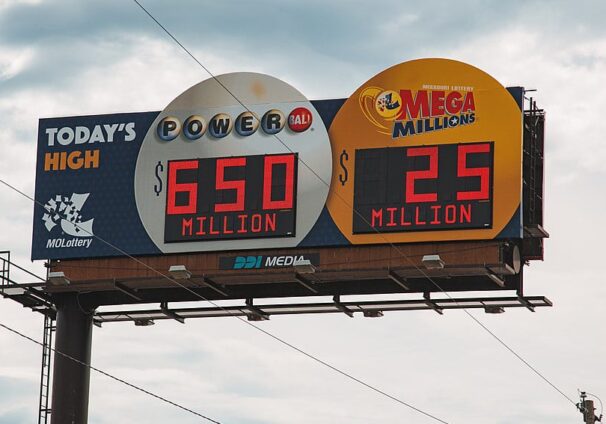 TODAY'S
HIGH
MOLottery
POWERBALL
$650
MILLION
MISSOURI LOTTERY
MEGA
MILLIONS
$25
MILLION
DDI MEDIA